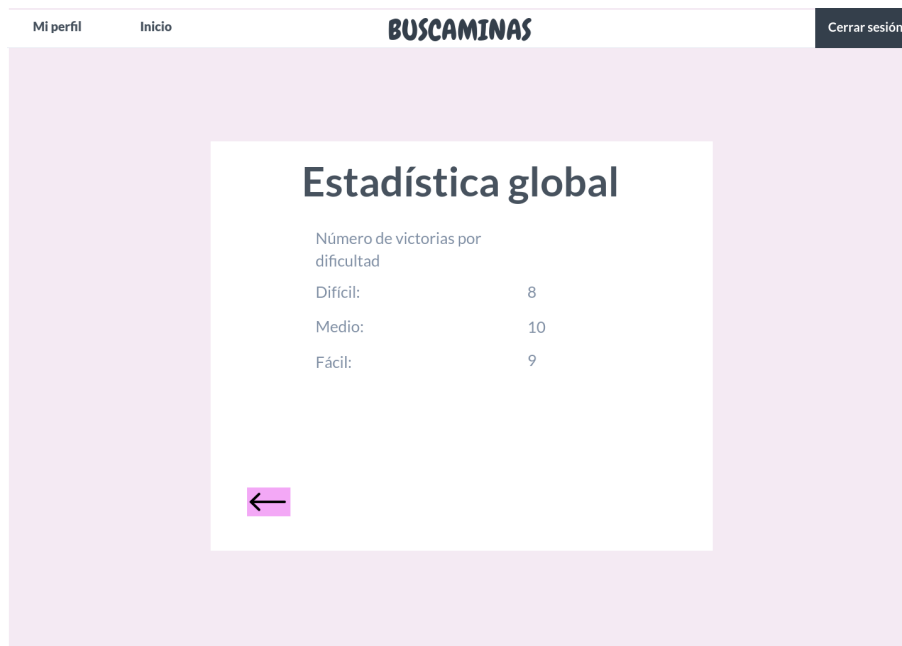 Mi perfil Inicio BUSCAMINAS Cerrar sesión
Estadística global
Número de victorias por
dificultad
Difícil: 8
Medio: 10
Fácil: 9